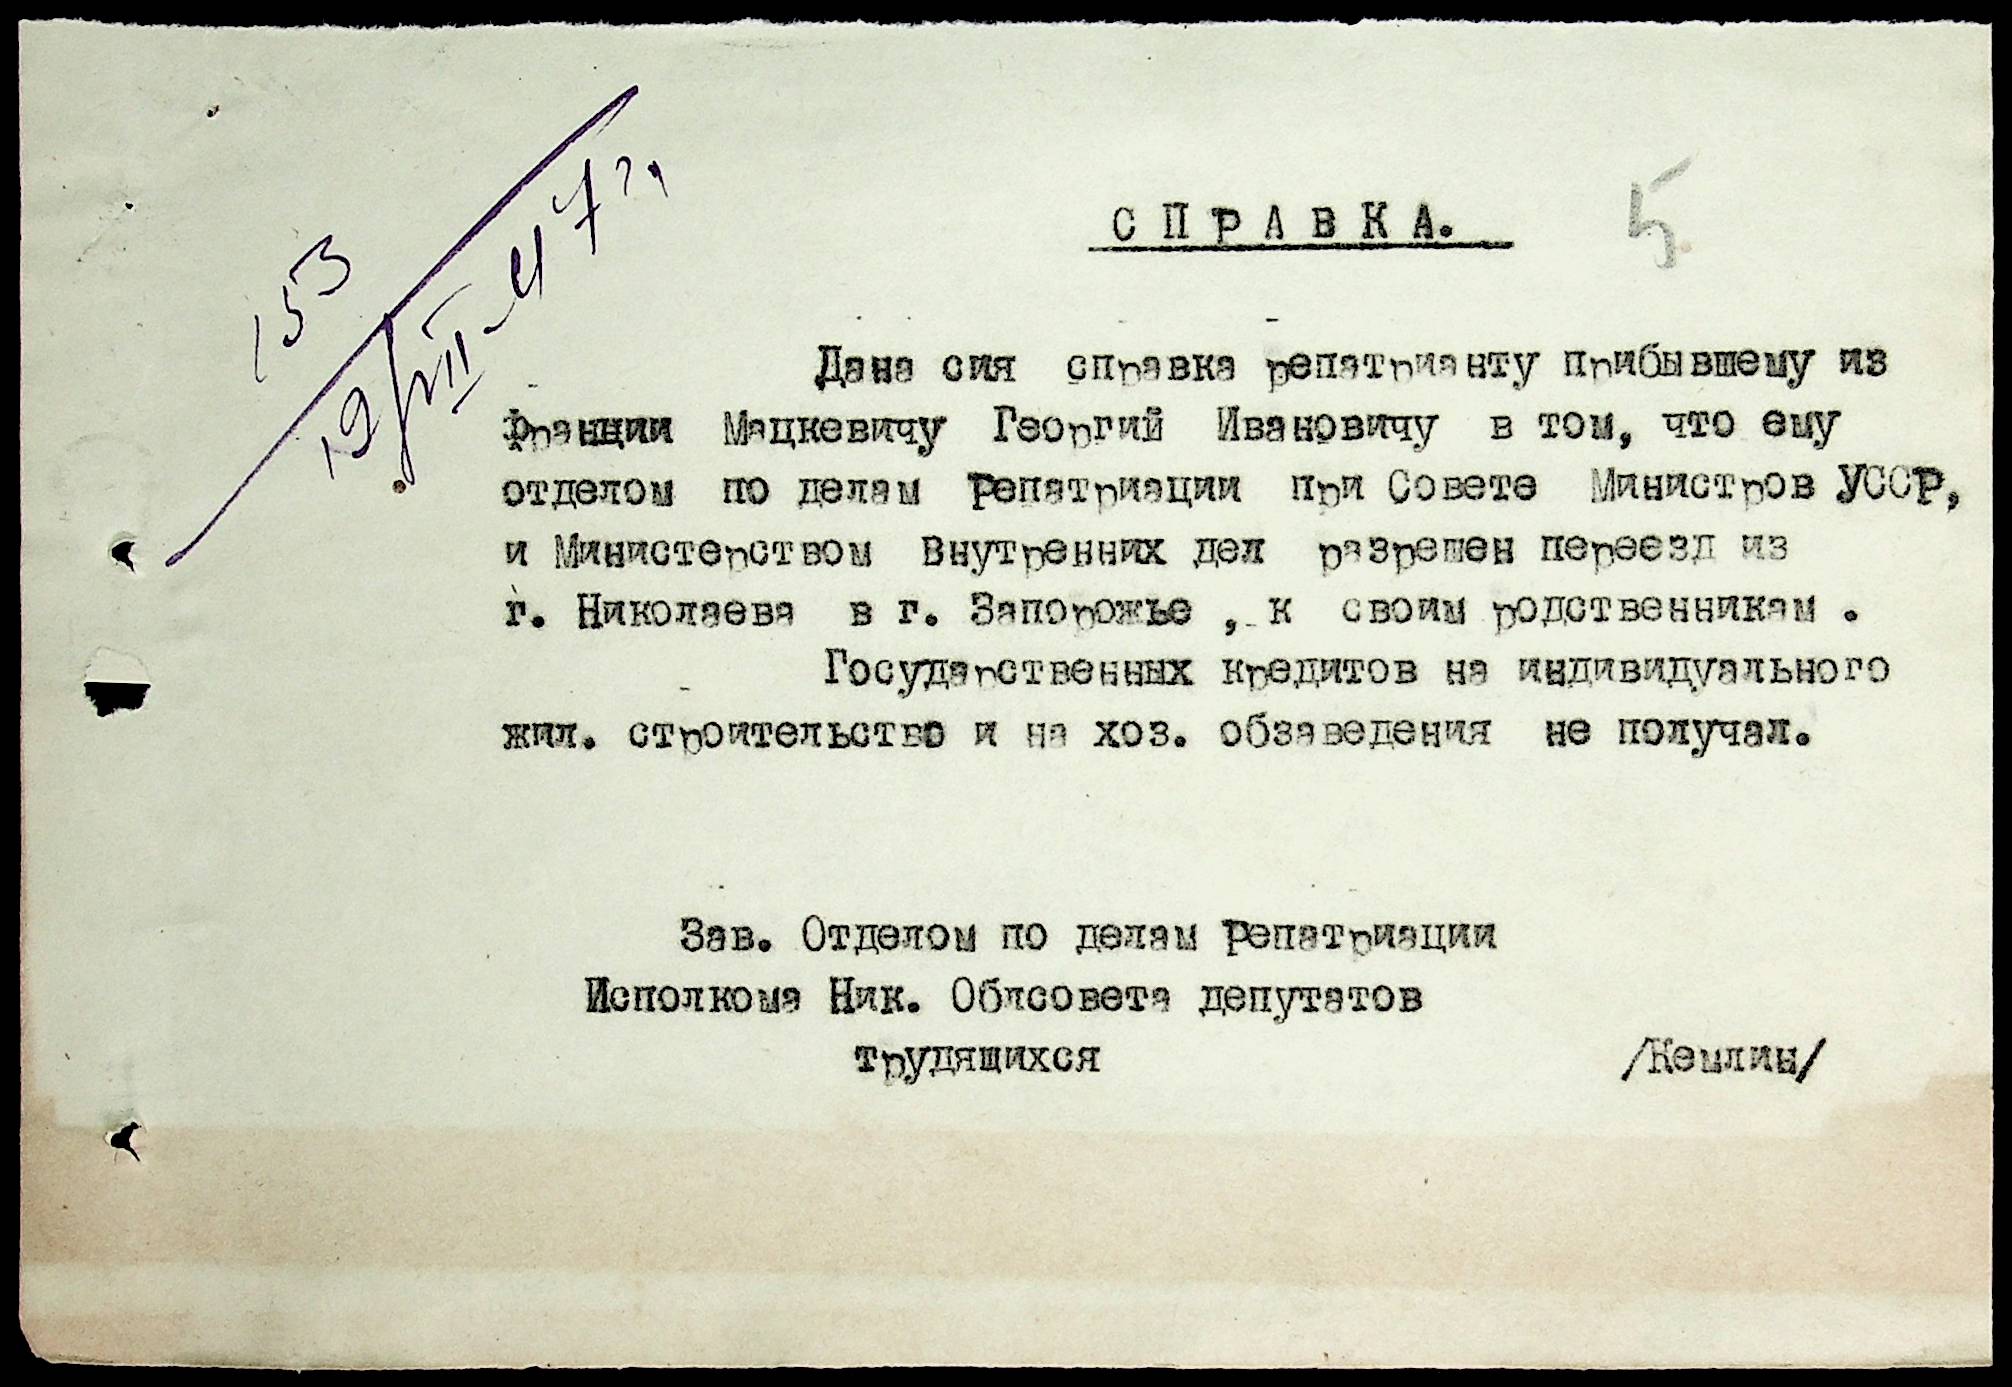 153
19/VII-47 г.
СПРАВКА.
5
Дана сия справка репатрианту прибывшему из
Франции Мацкевичу Георгий Ивановичу в том, что ему
отделом по делам Репатриации при Совете Министров УССР,
и Министерством Внутренних дел разрешен переезд из
г. Николаева в г. Запорожье , к своим родственникам .
Государственных кредитов на индивидуального
жил. строительство и на хоз. обзаведения не получал.
Зав. Отделом по делам Репатриации
Исполкома Ник. Облсовета депутатов
трудящихся
/Кемлин/